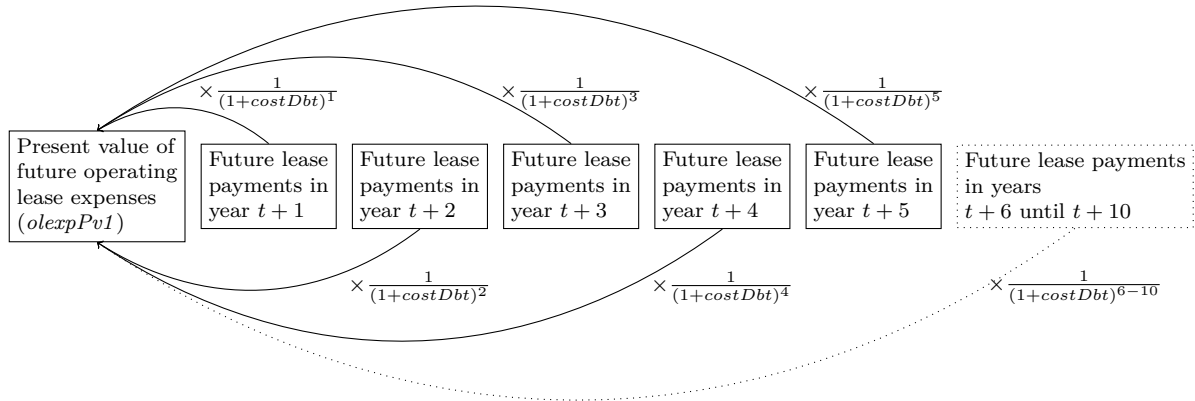 × 1/(1+costDbt)^1
× 1/(1+costDbt)^3
× 1/(1+costDbt)^5
Present value of
future operating
lease expenses
(olexpPv1)
Future lease
payments in
year t + 1
Future lease
payments in
year t + 2
Future lease
payments in
year t + 3
Future lease
payments in
year t + 4
Future lease
payments in
year t + 5
Future lease payments
in years
t + 6 until t + 10
× 1/(1+costDbt)^2
× 1/(1+costDbt)^4
× 1/(1+costDbt)^{6−10}